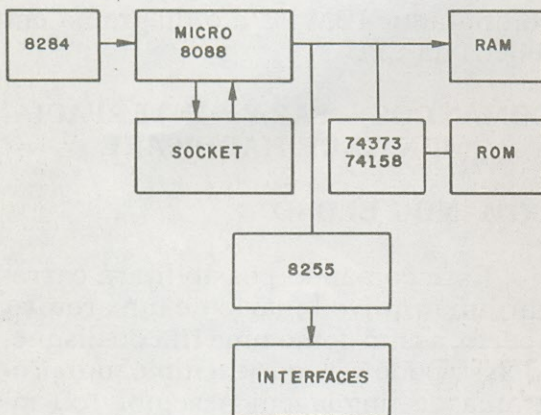 8284
MICRO
8088
RAM
SOCKET
74373
74158
ROM
8255
INTERFACES